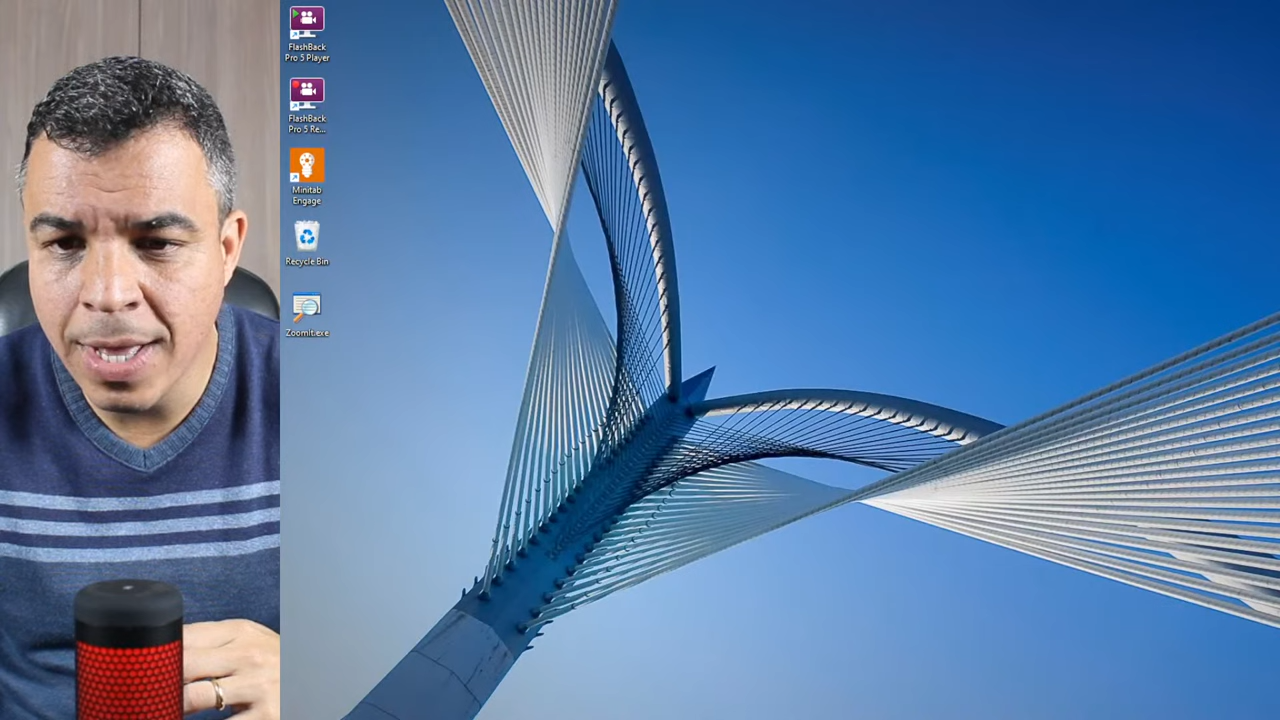 FlashBack
Pro 5 Player
FlashBack
Pro 5 Re...
Minitab
Engage
Recycle Bin
ZoomIt.exe